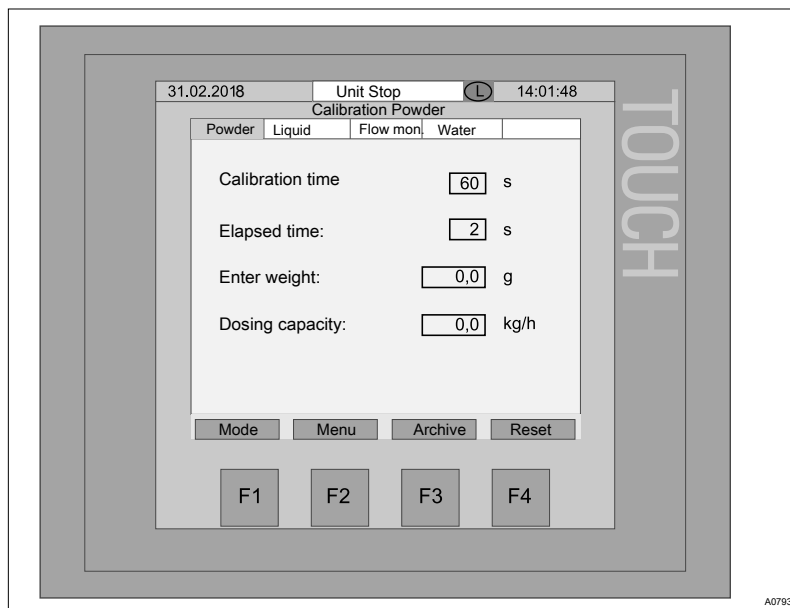 31.02.2018 Unit Stop L 14:01:48
Calibration Powder
Powder Liquid Flow mon. Water
Calibration time 60 s
Elapsed time: 2 s
Enter weight: 0,0 g
Dosing capacity: 0,0 kg/h
Mode Menu Archive Reset
F1 F2 F3 F4
TOUCH
A0793